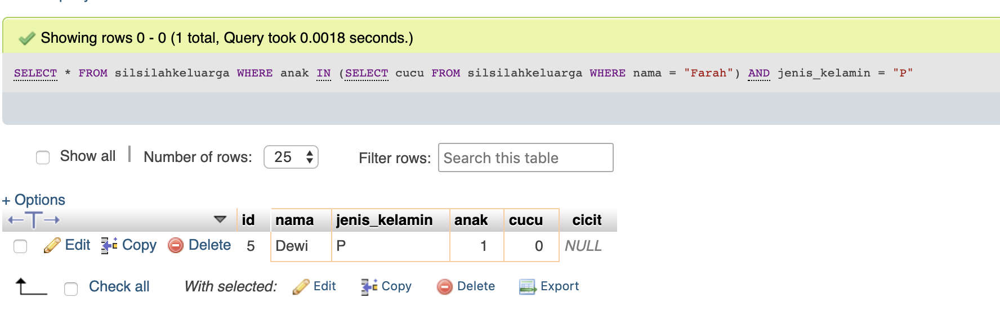 Showing rows 0 - 0 (1 total, Query took 0.0018 seconds.)
SELECT * FROM silsilahkeluarga WHERE anak IN (SELECT cucu FROM silsilahkeluarga WHERE nama = "Farah") AND jenis_kelamin = "P"
Show all | Number of rows: 25 Filter rows: Search this table
+ Options
←T→ id nama jenis_kelamin anak cucu cicit
Edit Copy Delete 5 Dewi P 1 0 NULL
Check all With selected: Edit Copy Delete Export